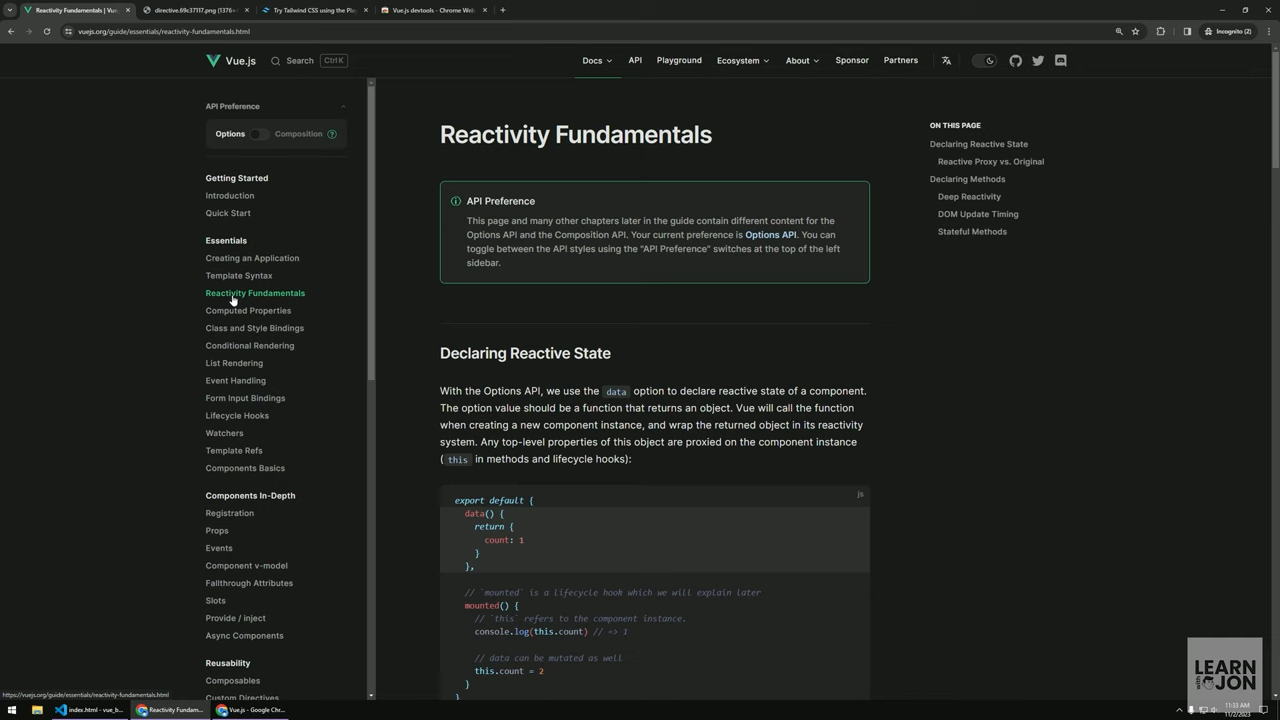 Reactivity Fundamentals | Vue.
directive.69c37117.png (1376×
Try Tailwind CSS using the Pla
Vue.js devtools - Chrome Web
vuejs.org/guide/essentials/reactivity-fundamentals.html
Incognito (2)
Vue.js
Search
Ctrl K
Docs
API
Playground
Ecosystem
About
Sponsor
Partners
API Preference
Options
Composition
Getting Started
Introduction
Quick Start
Essentials
Creating an Application
Template Syntax
Reactivity Fundamentals
Computed Properties
Class and Style Bindings
Conditional Rendering
List Rendering
Event Handling
Form Input Bindings
Lifecycle Hooks
Watchers
Template Refs
Components Basics
Components In-Depth
Registration
Props
Events
Component v-model
Fallthrough Attributes
Slots
Provide / inject
Async Components
Reusability
Composables
Custom Directives
Reactivity Fundamentals
API Preference
This page and many other chapters later in the guide contain different content for the
Options API and the Composition API. Your current preference is Options API. You can
toggle between the API styles using the "API Preference" switches at the top of the left
sidebar.
Declaring Reactive State
With the Options API, we use the data option to declare reactive state of a component.
The option value should be a function that returns an object. Vue will call the function
when creating a new component instance, and wrap the returned object in its reactivity
system. Any top-level properties of this object are proxied on the component instance
(this in methods and lifecycle hooks):
js
export default {
data() {
return {
count: 1
}
},
// `mounted` is a lifecycle hook which we will explain later
mounted() {
// `this` refers to the component instance.
console.log(this.count) // => 1
// data can be mutated as well
this.count = 2
}
ON THIS PAGE
Declaring Reactive State
Reactive Proxy vs. Original
Declaring Methods
Deep Reactivity
DOM Update Timing
Stateful Methods
https://vuejs.org/guide/essentials/reactivity-fundamentals.html
index.html - vue_b...
Reactivity Fundam...
Vue.js - Google Chr...
LEARN
JON
11:33 AM
11/2/2023